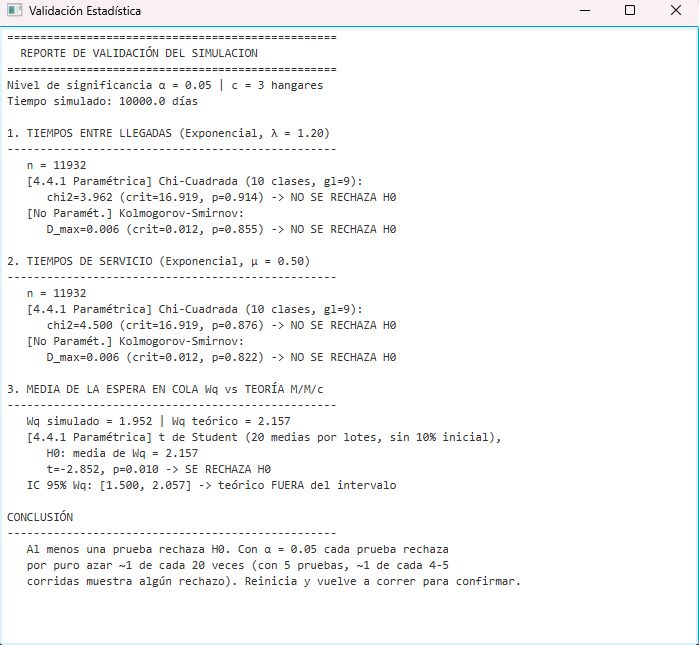 Validación Estadística
==================================================
REPORTE DE VALIDACIÓN DEL SIMULACION
==================================================
Nivel de significancia α = 0.05 | c = 3 hangares
Tiempo simulado: 10000.0 días
1. TIEMPOS ENTRE LLEGADAS (Exponencial, λ = 1.20)
--------------------------------------------------
n = 11932
[4.4.1 Paramétrica] Chi-Cuadrada (10 clases, gl=9):
chi2=3.962 (crit=16.919, p=0.914) -> NO SE RECHAZA H0
[No Paramét.] Kolmogorov-Smirnov:
D_max=0.006 (crit=0.012, p=0.855) -> NO SE RECHAZA H0
2. TIEMPOS DE SERVICIO (Exponencial, μ = 0.50)
--------------------------------------------------
n = 11932
[4.4.1 Paramétrica] Chi-Cuadrada (10 clases, gl=9):
chi2=4.500 (crit=16.919, p=0.876) -> NO SE RECHAZA H0
[No Paramét.] Kolmogorov-Smirnov:
D_max=0.006 (crit=0.012, p=0.822) -> NO SE RECHAZA H0
3. MEDIA DE LA ESPERA EN COLA Wq vs TEORÍA M/M/c
--------------------------------------------------
Wq simulado = 1.952 | Wq teórico = 2.157
[4.4.1 Paramétrica] t de Student (20 medias por lotes, sin 10% inicial),
H0: media de Wq = 2.157
t=-2.852, p=0.010 -> SE RECHAZA H0
IC 95% Wq: [1.500, 2.057] -> teórico FUERA del intervalo
CONCLUSIÓN
--------------------------------------------------
Al menos una prueba rechaza H0. Con α = 0.05 cada prueba rechaza
por puro azar ~1 de cada 20 veces (con 5 pruebas, ~1 de cada 4-5
corridas muestra algún rechazo). Reinicia y vuelve a correr para confirmar.